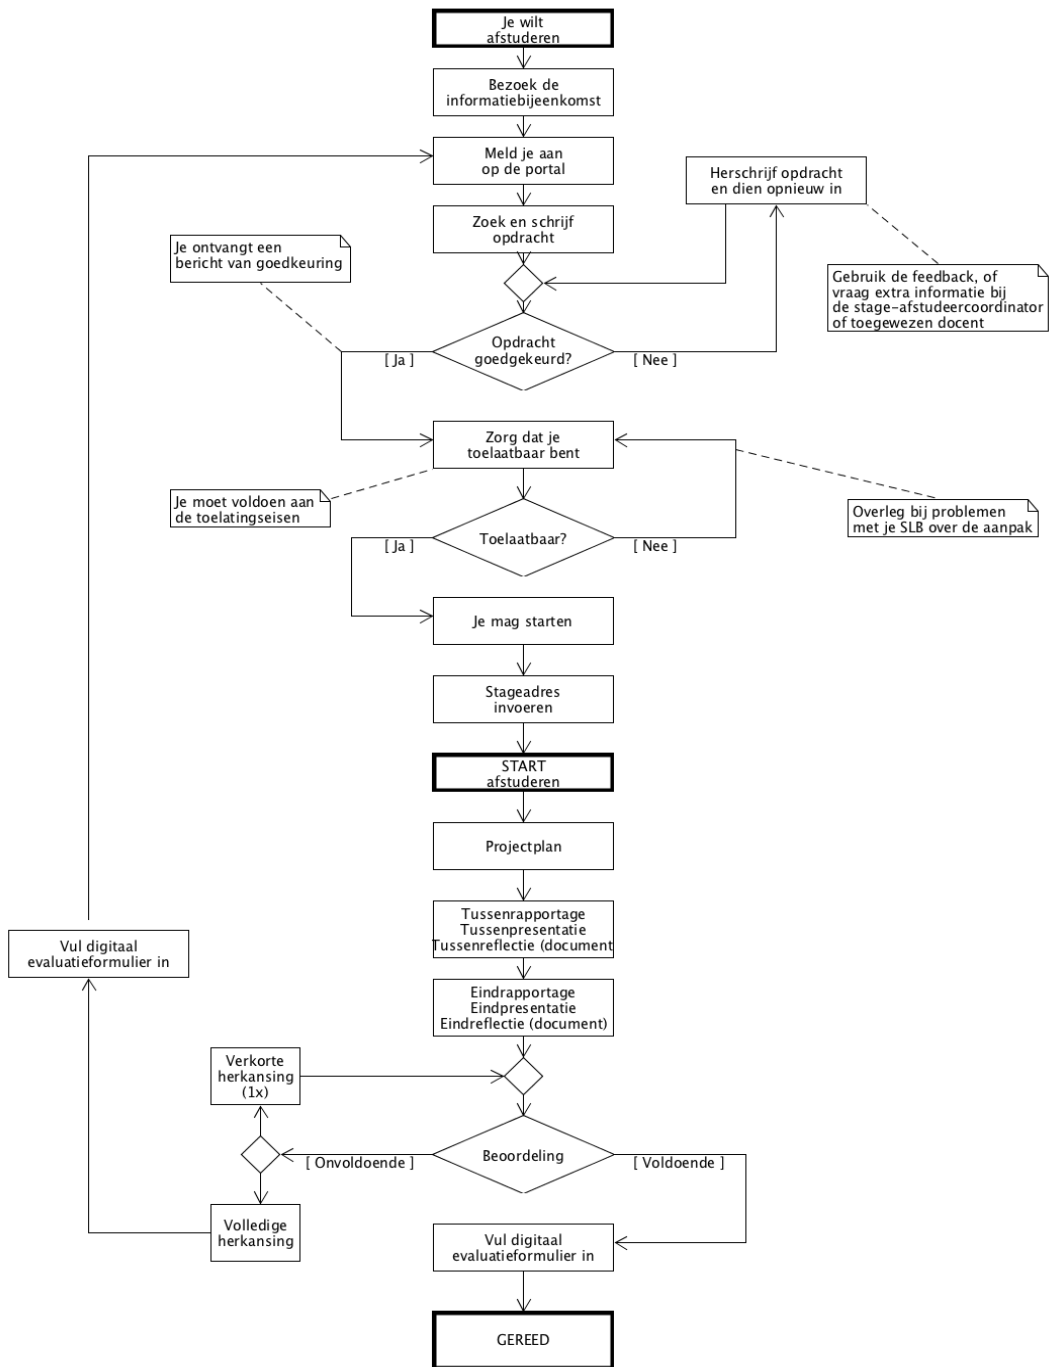 Je wilt
afstuderen
Bezoek de
informatiebijeenkomst
Meld je aan
op de portal
Herschrijf opdracht
en dien opnieuw in
Zoek en schrijf
opdracht
Je ontvangt een
bericht van goedkeuring
Gebruik de feedback, of
vraag extra informatie bij
de stage-afstudeercoordinator
of toegewezen docent
Opdracht
goedgekeurd?
[ Ja ]
[ Nee ]
Zorg dat je
toelaatbaar bent
Je moet voldoen aan
de toelatingseisen
Overleg bij problemen
met je SLB over de aanpak
Toelaatbaar?
[ Ja ]
[ Nee ]
Je mag starten
Stageadres
invoeren
START
afstuderen
Projectplan
Tussenrapportage
Tussenpresentatie
Tussenreflectie (document
Vul digitaal
evaluatieformulier in
Eindrapportage
Eindpresentatie
Eindreflectie (document)
Verkorte
herkansing
(1x)
Beoordeling
[ Onvoldoende ]
[ Voldoende ]
Volledige
herkansing
Vul digitaal
evaluatieformulier in
GEREED